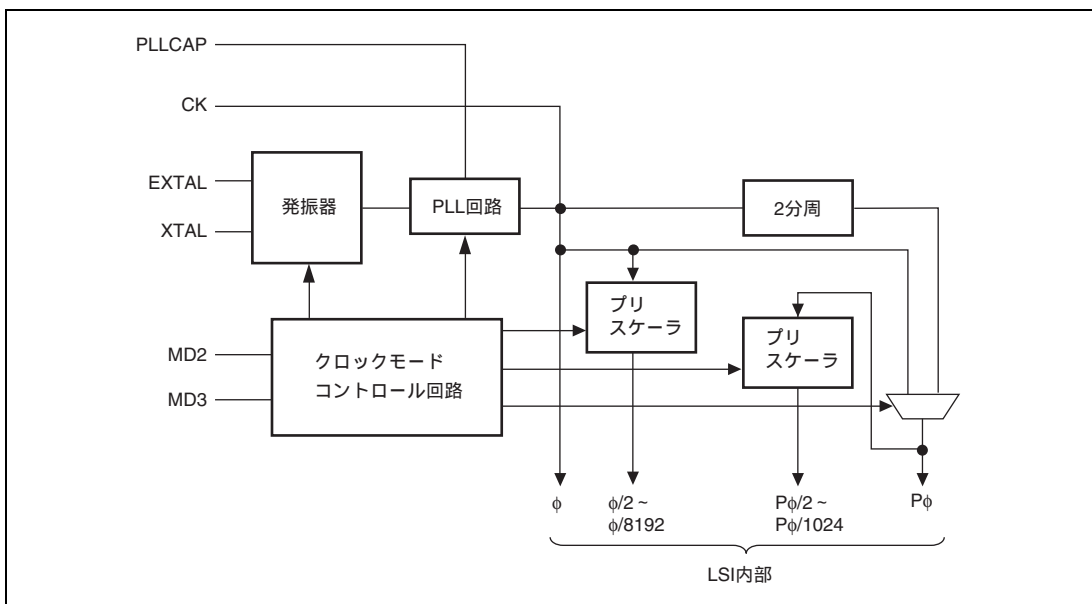 PLLCAP
CK
EXTAL
XTAL
発振器
PLL回路
2分周
プリ
スケーラ
プリ
スケーラ
MD2
MD3
クロックモード
コントロール回路
φ
φ/2 ~
φ/8192
Pφ/2 ~
Pφ/1024
Pφ
LSI内部